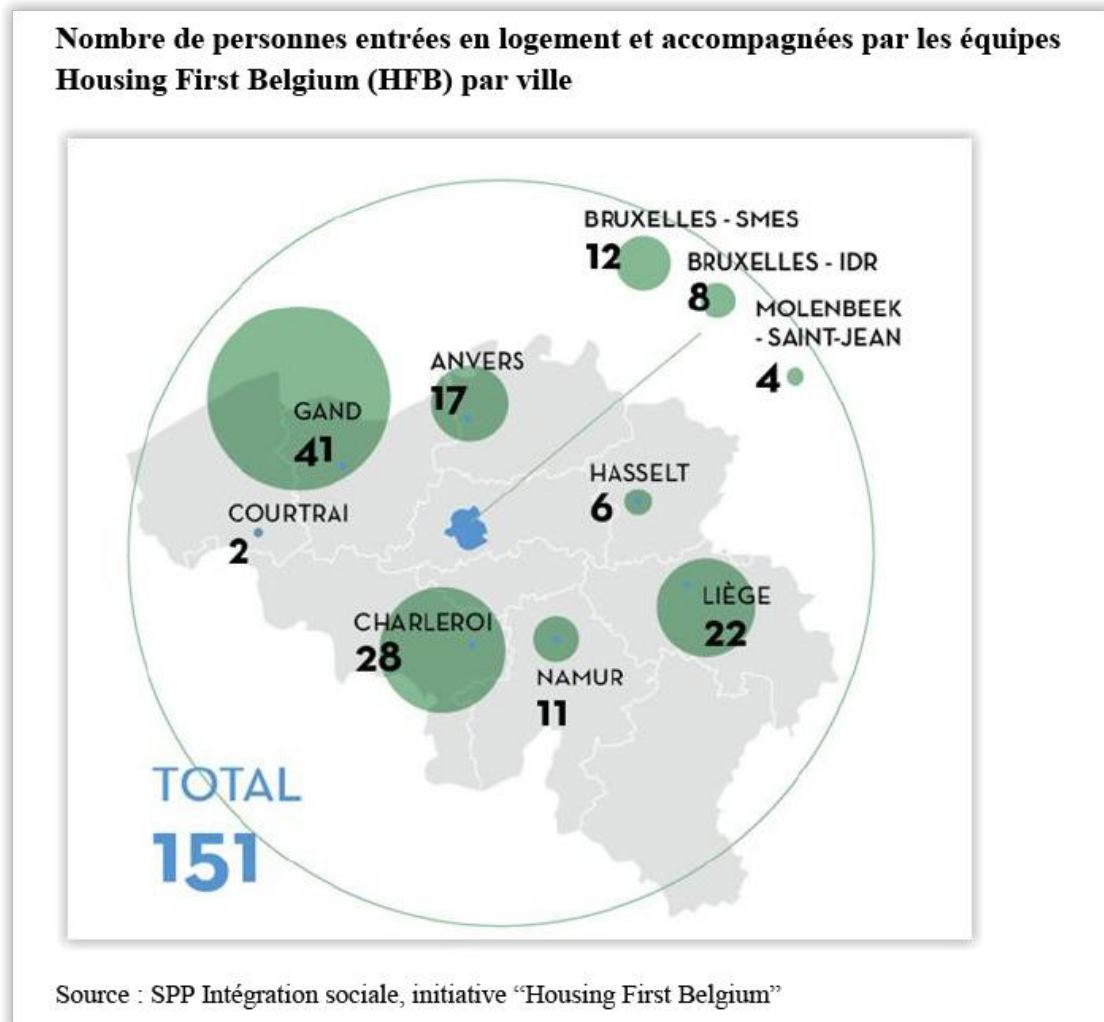 Nombre de personnes entrées en logement et accompagnées par les équipes
Housing First Belgium (HFB) par ville
BRUXELLES - SMES
12
BRUXELLES - IDR
8
MOLENBEEK
- SAINT-JEAN
4
ANVERS
17
GAND
41
HASSELT
6
COURTRAI
2
LIÈGE
22
CHARLEROI
28
NAMUR
11
TOTAL
151
Source : SPP Intégration sociale, initiative “Housing First Belgium”